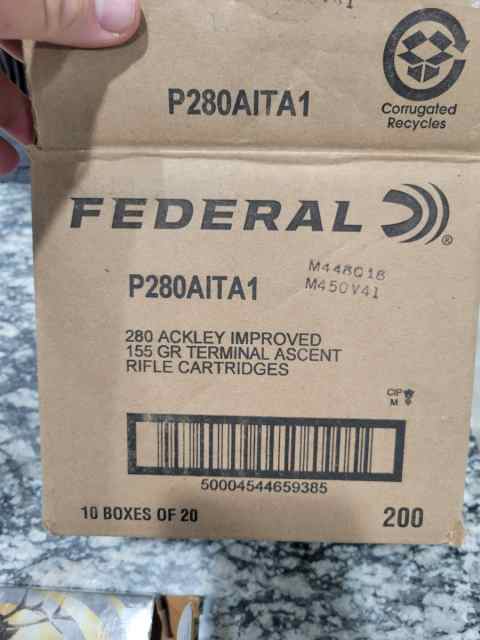 P280AITA1
Corrugated
Recycles
FEDERAL
®
P280AITA1
M448Q18
M450V41
280 ACKLEY IMPROVED
155 GR TERMINAL ASCENT
RIFLE CARTRIDGES
CIP
M
50004544659385
10 BOXES OF 20
200